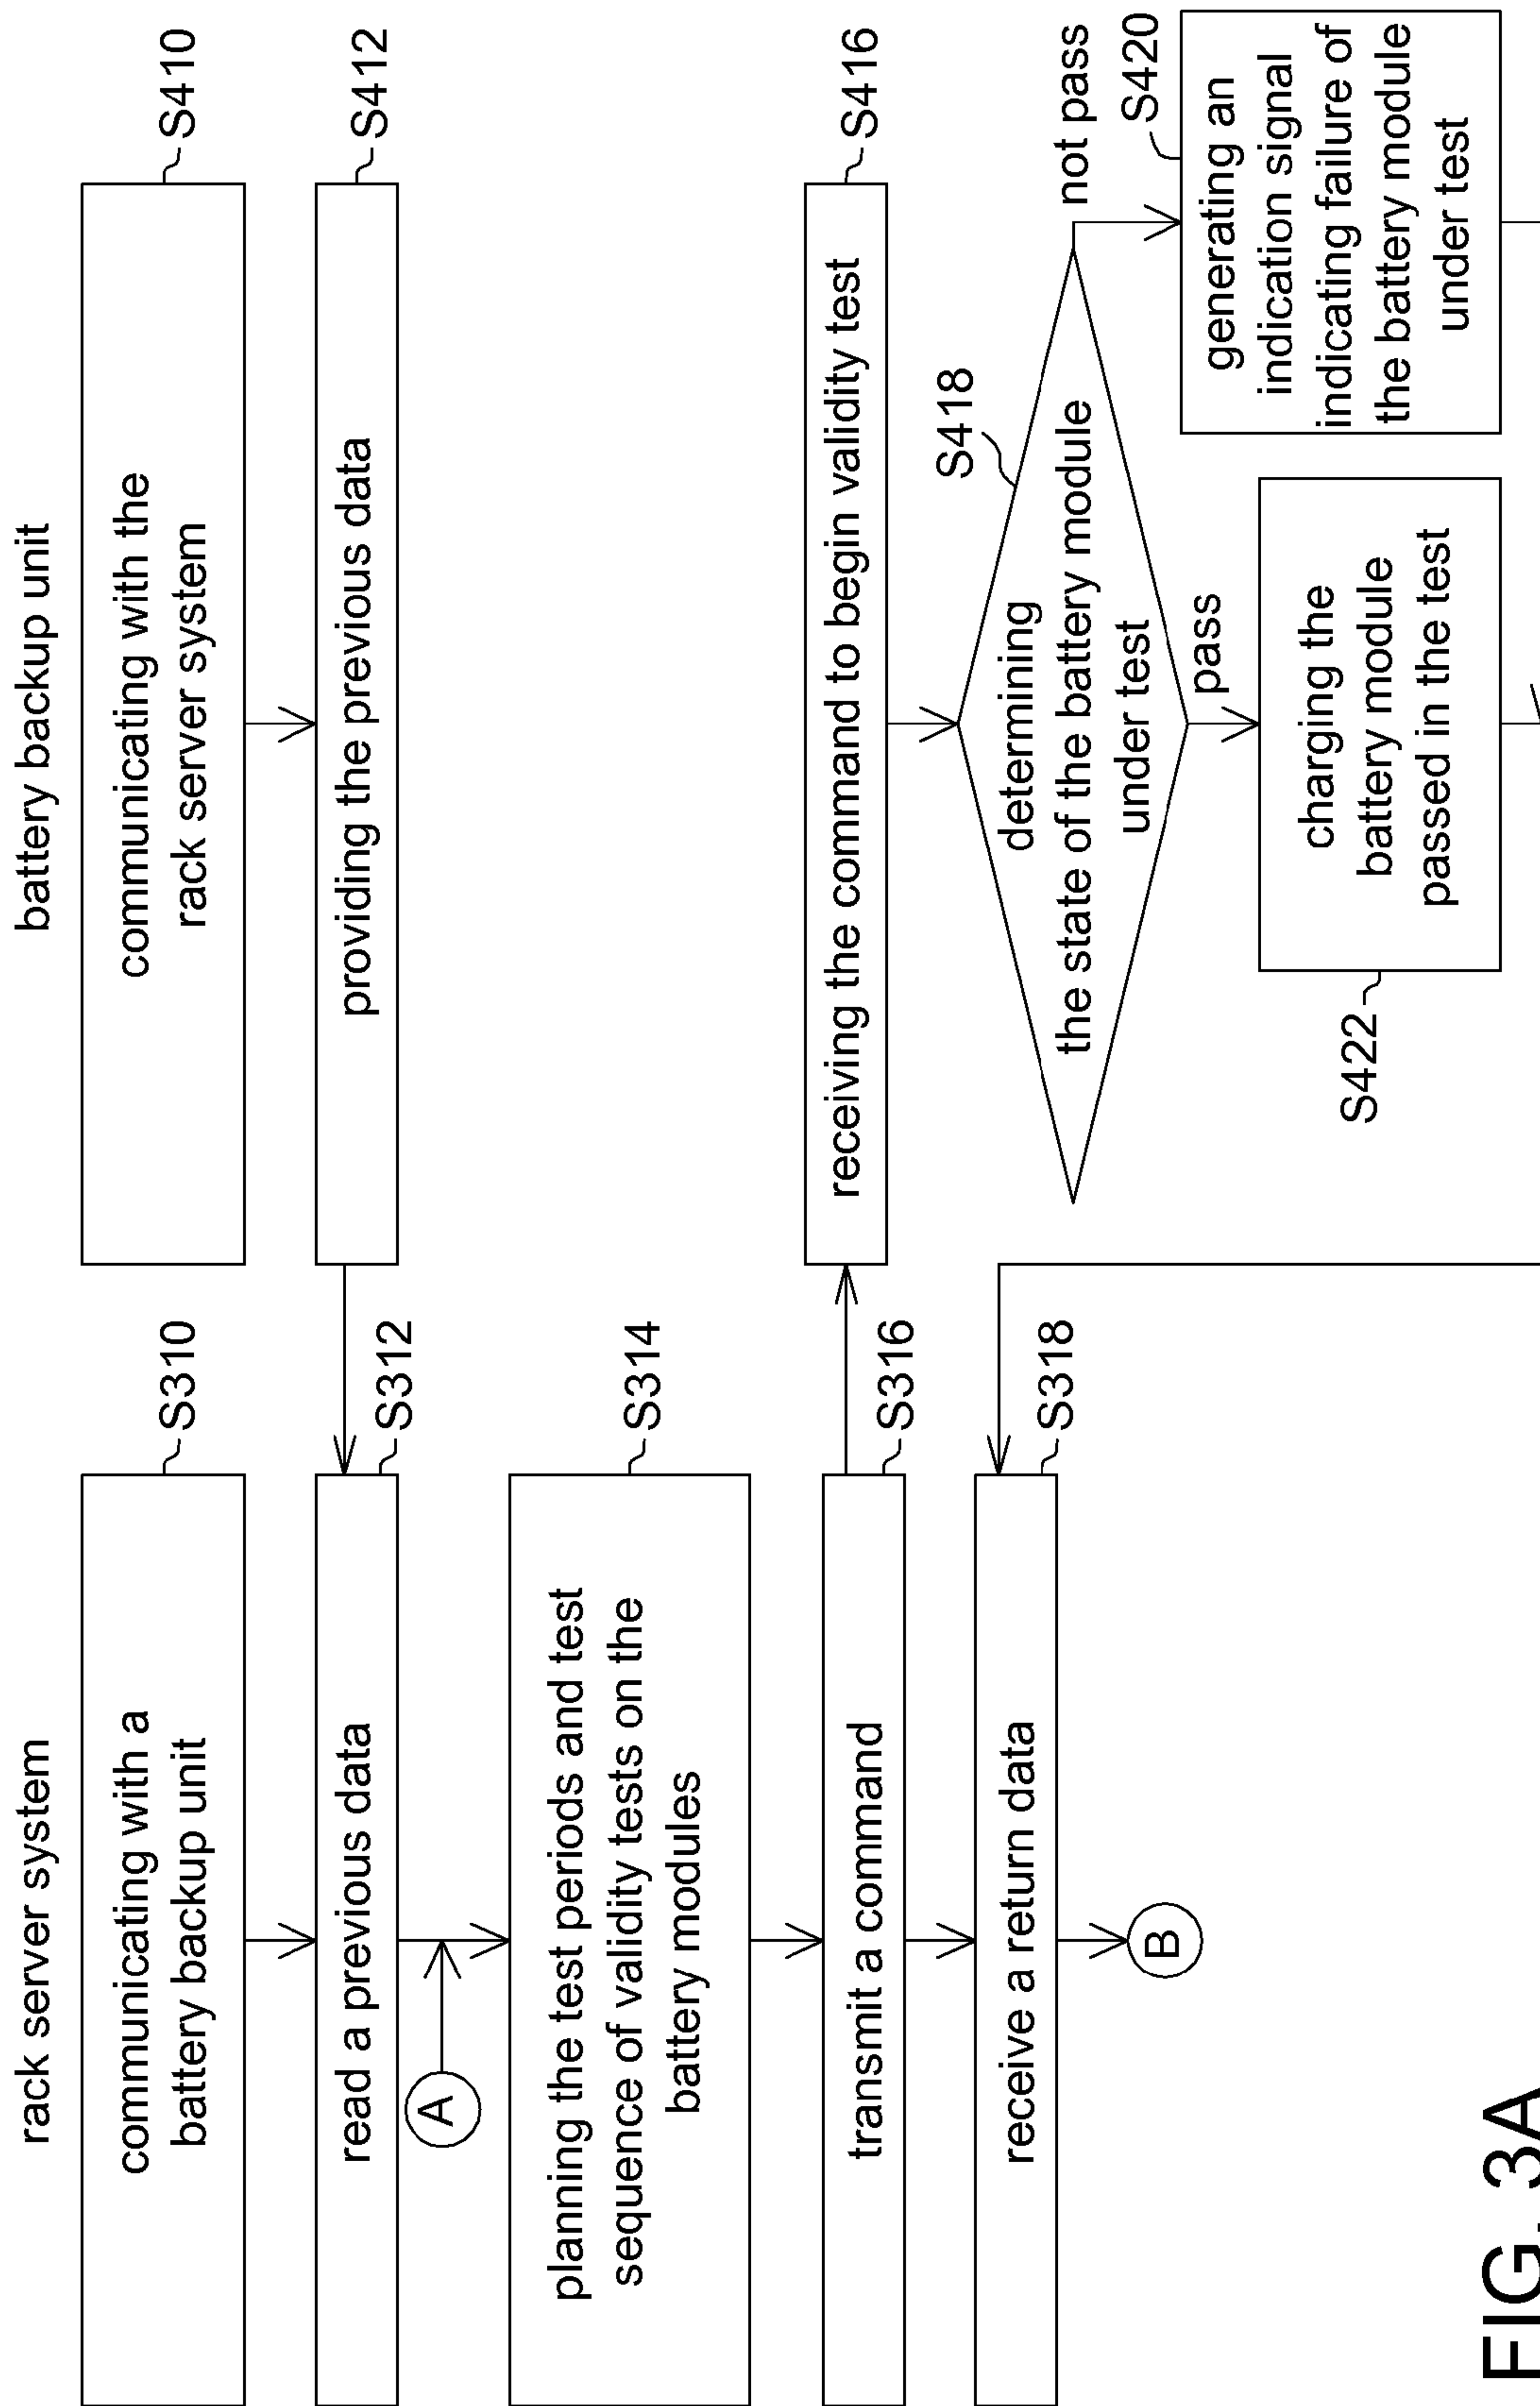 rack server system
communicating with a
battery backup unit
S310
read a previous data
S312
A
planning the test periods and test
sequence of validity tests on the
battery modules
S314
transmit a command
S316
receive a return data
S318
B
battery backup unit
communicating with the
rack server system
S410
providing the previous data
S412
receiving the command to begin validity test
S416
determining
the state of the battery module
under test
S418
not pass
pass
generating an
indication signal
indicating failure of
the battery module
under test
S420
charging the
battery module
passed in the test
S422
FIG. 3A